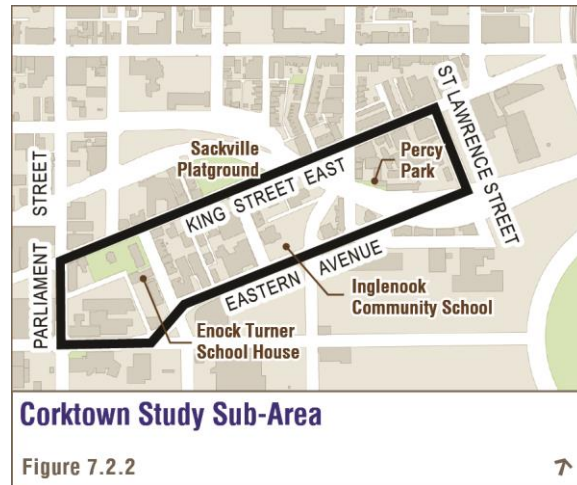 ST LAWRENCE STREET
Sackville
Platground
Percy
Park
KING STREET EAST
PARLIAMENT STREET
EASTERN AVENUE
Inglenook
Community School
Enock Turner
School House
Corktown Study Sub-Area
Figure 7.2.2